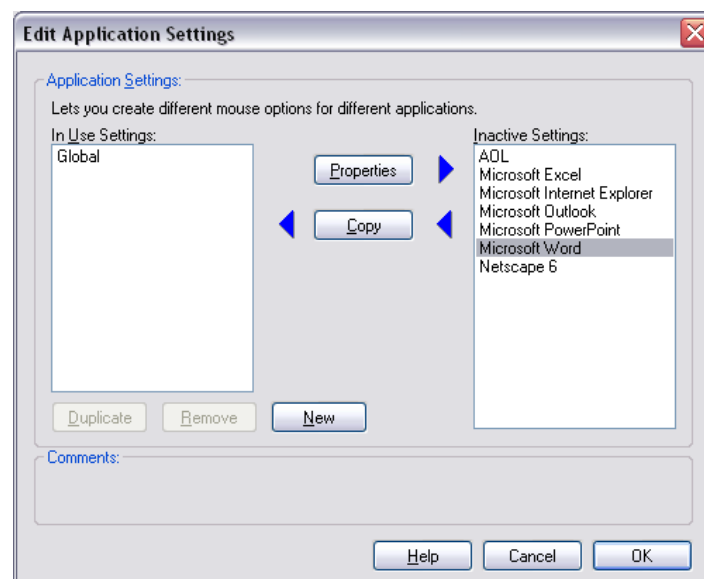 Edit Application Settings
Application Settings:
Lets you create different mouse options for different applications.
In Use Settings:
Global
Properties
Copy
Inactive Settings:
AOL
Microsoft Excel
Microsoft Internet Explorer
Microsoft Outlook
Microsoft PowerPoint
Microsoft Word
Netscape 6
Duplicate
Remove
New
Comments:
Help
Cancel
OK